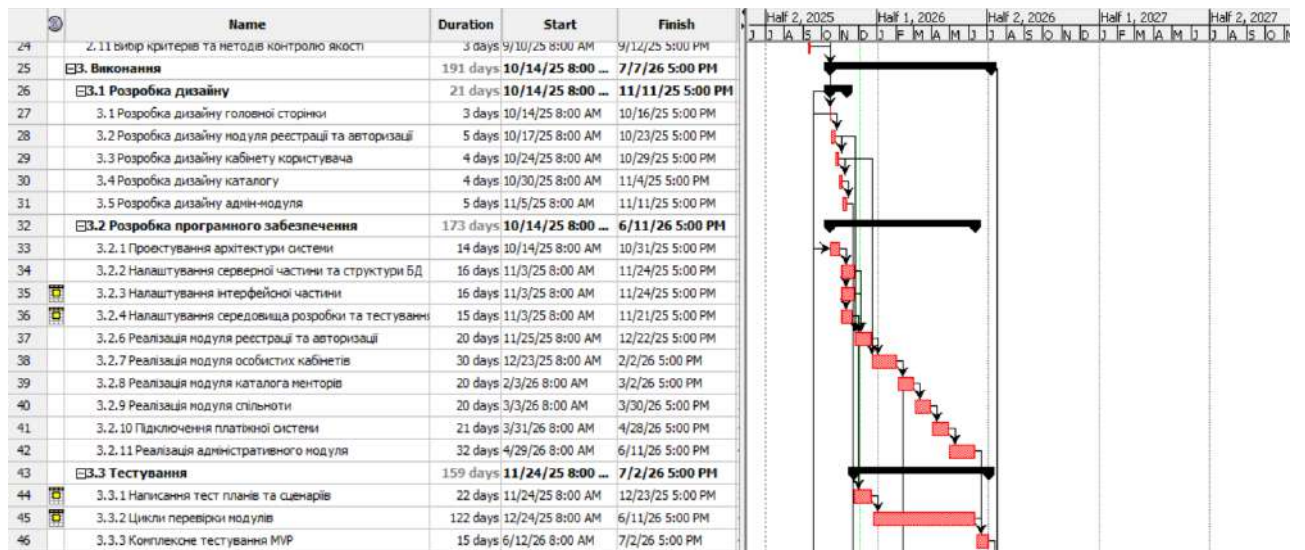 Name Duration Start Finish Half 2, 2025 Half 1, 2026 Half 2, 2026 Half 1, 2027 Half 2, 2027
J J A S O N D J F M A M J J A S O N D J F M A M J J A S O N
24 2.11 Вибір критеріїв та методів контролю якості 3 days 9/10/25 8:00 AM 9/12/25 5:00 PM
25 3. Виконання 191 days 10/14/25 8:00 ... 7/7/26 5:00 PM
26 3.1 Розробка дизайну 21 days 10/14/25 8:00 ... 11/11/25 5:00 PM
27 3.1 Розробка дизайну головної сторінки 3 days 10/14/25 8:00 AM 10/16/25 5:00 PM
28 3.2 Розробка дизайну модуля реєстрації та авторизації 5 days 10/17/25 8:00 AM 10/23/25 5:00 PM
29 3.3 Розробка дизайну кабінету користувача 4 days 10/24/25 8:00 AM 10/29/25 5:00 PM
30 3.4 Розробка дизайну каталогу 4 days 10/30/25 8:00 AM 11/4/25 5:00 PM
31 3.5 Розробка дизайну адмін-модуля 5 days 11/5/25 8:00 AM 11/11/25 5:00 PM
32 3.2 Розробка програмного забезпечення 173 days 10/14/25 8:00 ... 6/11/26 5:00 PM
33 3.2.1 Проектування архітектури системи 14 days 10/14/25 8:00 AM 10/31/25 5:00 PM
34 3.2.2 Налаштування серверної частини та структури БД 16 days 11/3/25 8:00 AM 11/24/25 5:00 PM
35 3.2.3 Налаштування інтерфейсної частини 16 days 11/3/25 8:00 AM 11/24/25 5:00 PM
36 3.2.4 Налаштування середовища розробки та тестування 15 days 11/3/25 8:00 AM 11/21/25 5:00 PM
37 3.2.6 Реалізація модуля реєстрації та авторизації 20 days 11/25/25 8:00 AM 12/22/25 5:00 PM
38 3.2.7 Реалізація модуля особистих кабінетів 30 days 12/23/25 8:00 AM 2/2/26 5:00 PM
39 3.2.8 Реалізація модуля каталога менторів 20 days 2/3/26 8:00 AM 3/2/26 5:00 PM
40 3.2.9 Реалізація модуля спільноти 20 days 3/3/26 8:00 AM 3/30/26 5:00 PM
41 3.2.10 Підключення платіжної системи 21 days 3/31/26 8:00 AM 4/28/26 5:00 PM
42 3.2.11 Реалізація адміністративного модуля 32 days 4/29/26 8:00 AM 6/11/26 5:00 PM
43 3.3 Тестування 159 days 11/24/25 8:00 ... 7/2/26 5:00 PM
44 3.3.1 Написання тест планів та сценаріїв 22 days 11/24/25 8:00 AM 12/23/25 5:00 PM
45 3.3.2 Цикли перевірки модулів 122 days 12/24/25 8:00 AM 6/11/26 5:00 PM
46 3.3.3 Комплексне тестування MVP 15 days 6/12/26 8:00 AM 7/2/26 5:00 PM